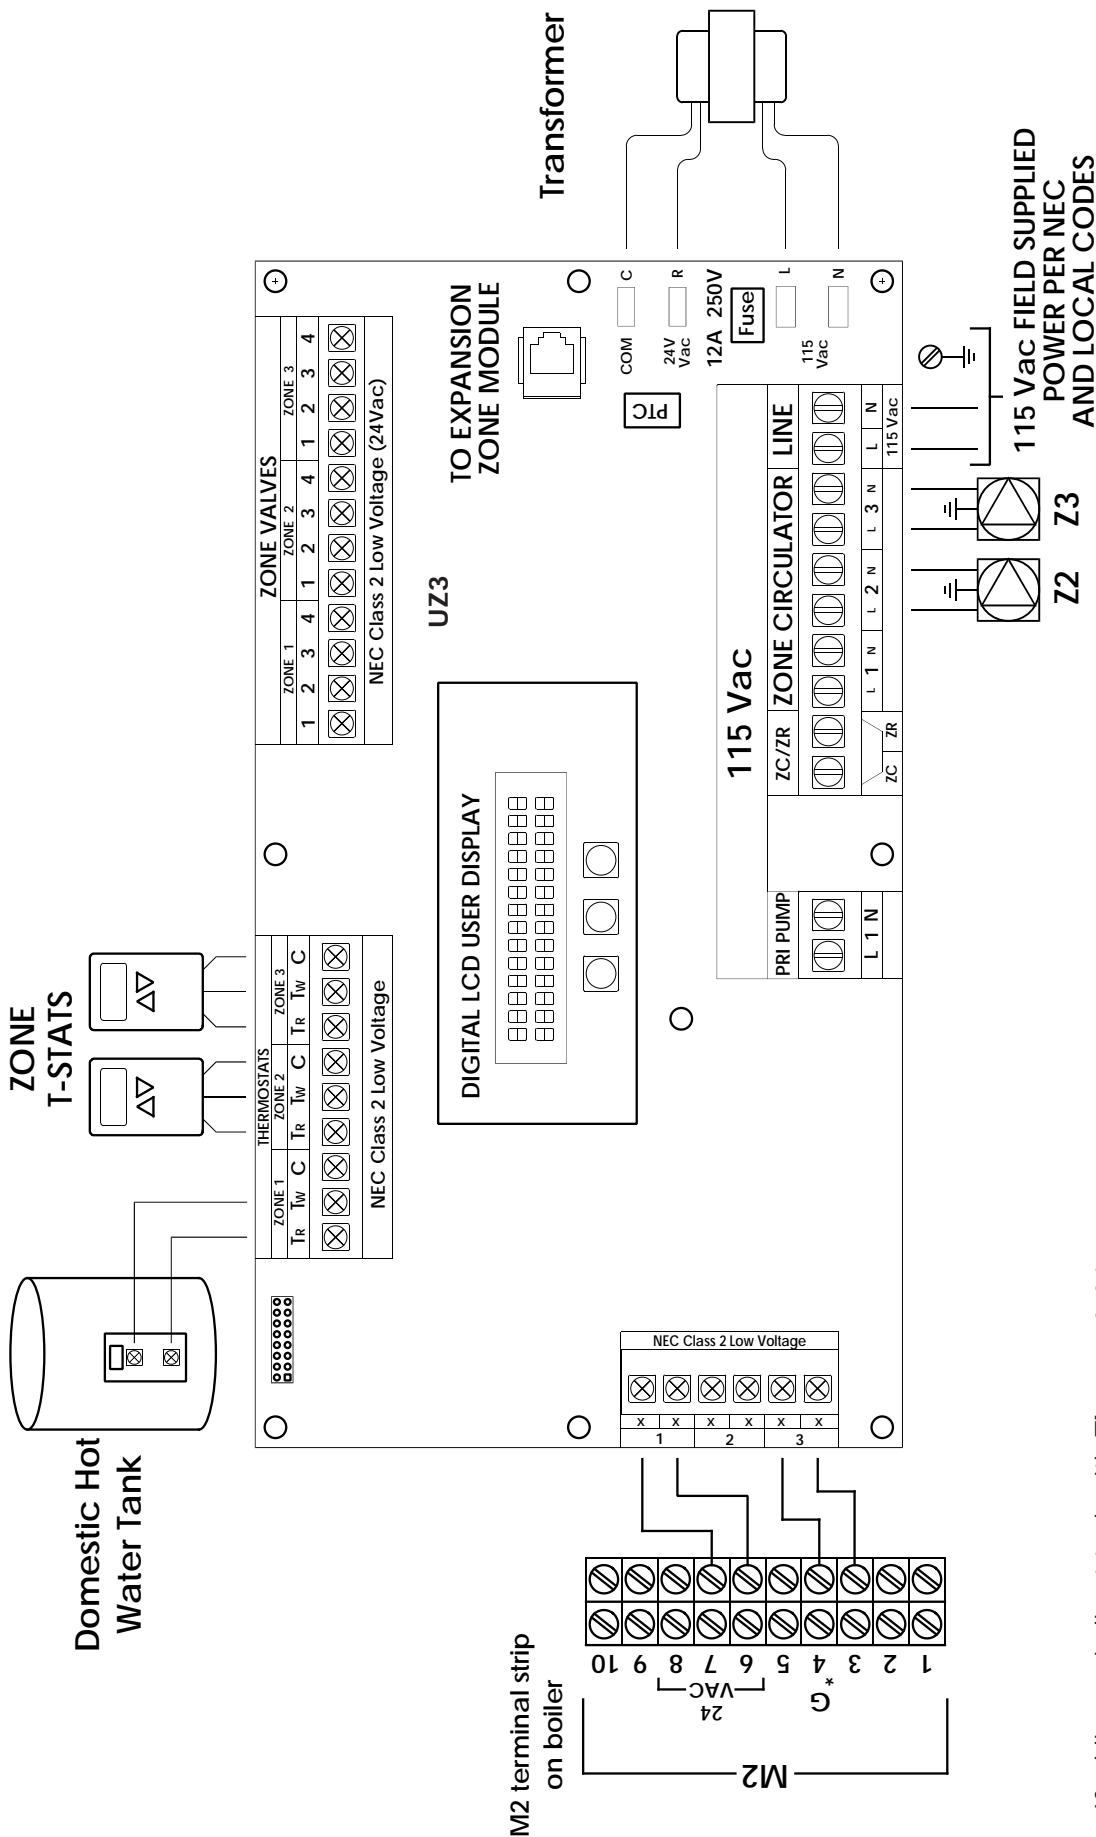 Domestic Hot
Water Tank
ZONE
T-STATS
Transformer
THERMOSTATS
ZONE 1
ZONE 2
ZONE 3
TR TW C TR TW C TR TW C
NEC Class 2 Low Voltage
ZONE VALVES
ZONE 1
ZONE 2
ZONE 3
1 2 3 4 1 2 3 4 1 2 3 4
NEC Class 2 Low Voltage (24Vac)
UZ3
TO EXPANSION
ZONE MODULE
DIGITAL LCD USER DISPLAY
COM
C
24V
Vac
R
12A 250V
Fuse
PTC
115
Vac
L
N
115 Vac
PRI PUMP
L 1 N
ZC/ZR
ZC
ZR
ZONE CIRCULATOR
L 1 N
L 2 N
L 3 N
LINE
L N
115 Vac
Z2
Z3
115 Vac FIELD SUPPLIED
POWER PER NEC
AND LOCAL CODES
NEC Class 2 Low Voltage
X X X X X X
1 2 3
M2 terminal strip
on boiler
10 9 8 7 6 5 4 3 2 1
24
VAC
G*
M2